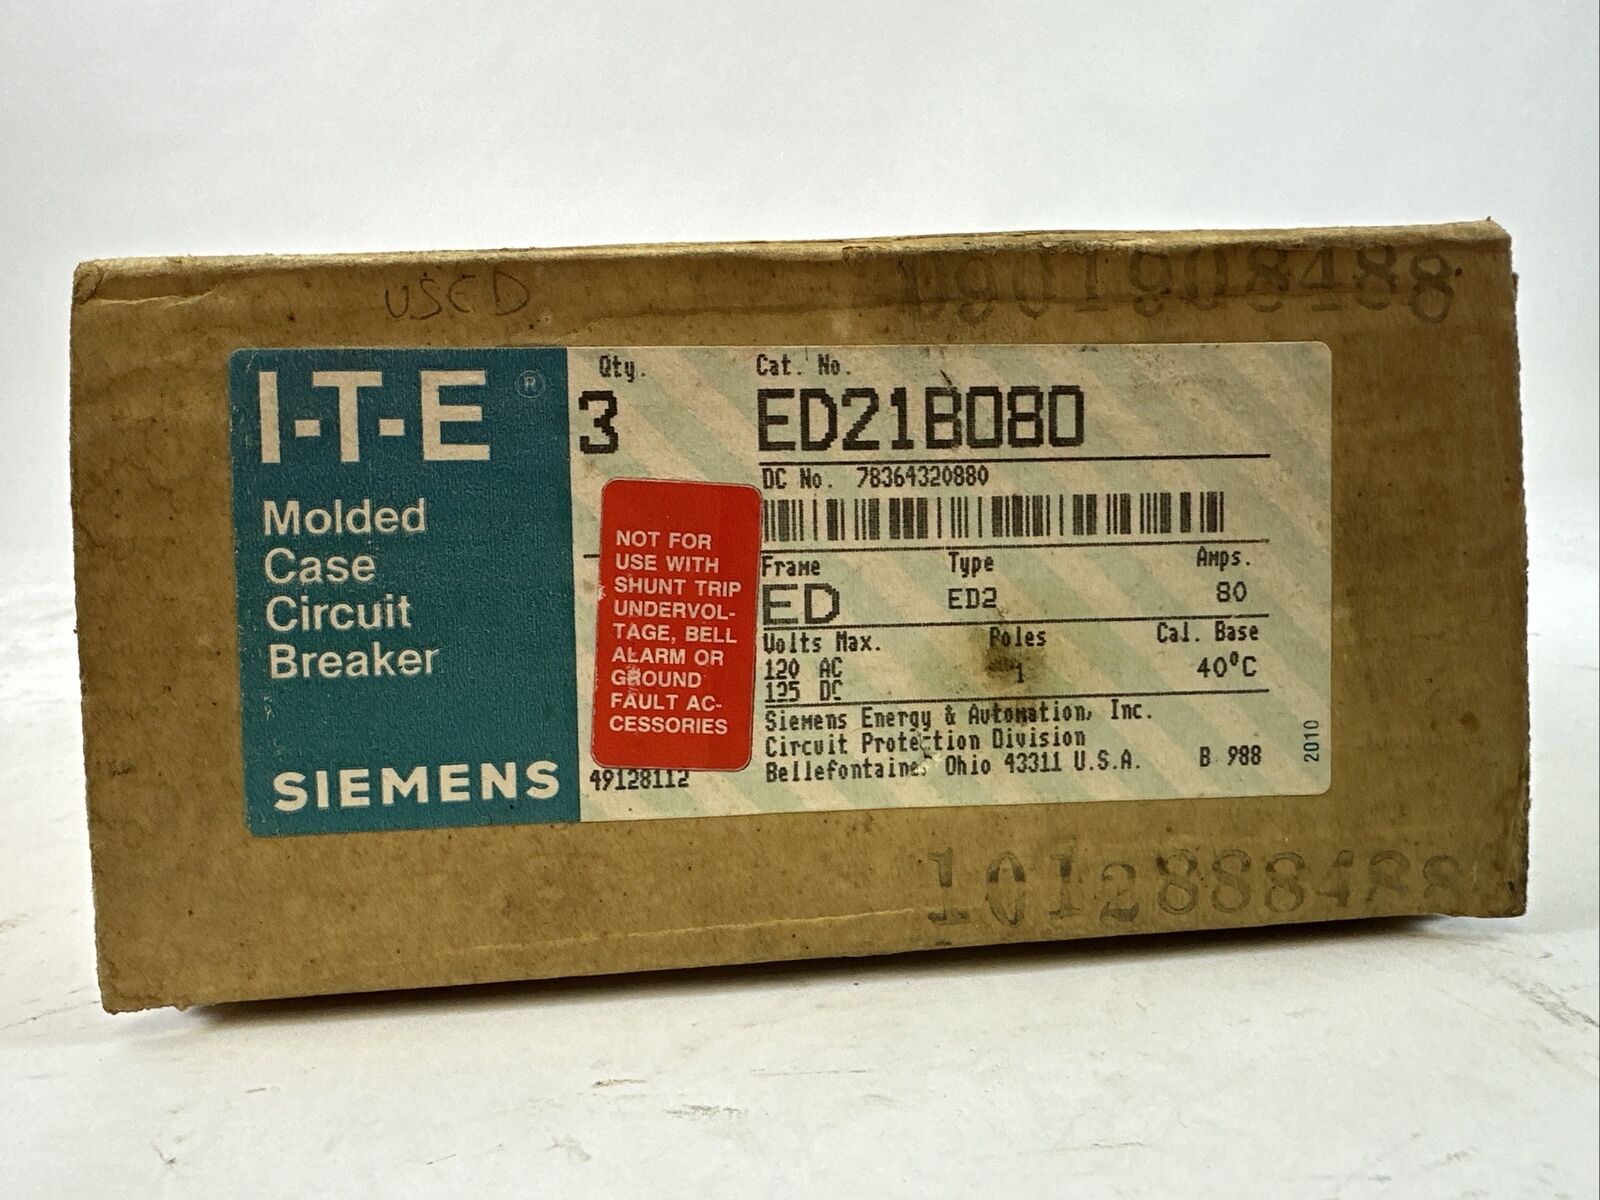 USED
0901908488
I-T-E ®
Molded
Case
Circuit
Breaker
SIEMENS
Qty.
3
Cat. No.
ED21B080
DC No. 78364320880
NOT FOR
USE WITH
SHUNT TRIP
UNDERVOL-
TAGE, BELL
ALARM OR
GROUND
FAULT AC-
CESSORIES
49128112
Frame Type Amps.
ED ED2 80
Volts Max. Poles Cal. Base
120 AC 1 40°C
125 DC
Siemens Energy & Automation, Inc.
Circuit Protection Division
Bellefontaine, Ohio 43311 U.S.A. B 988
2010